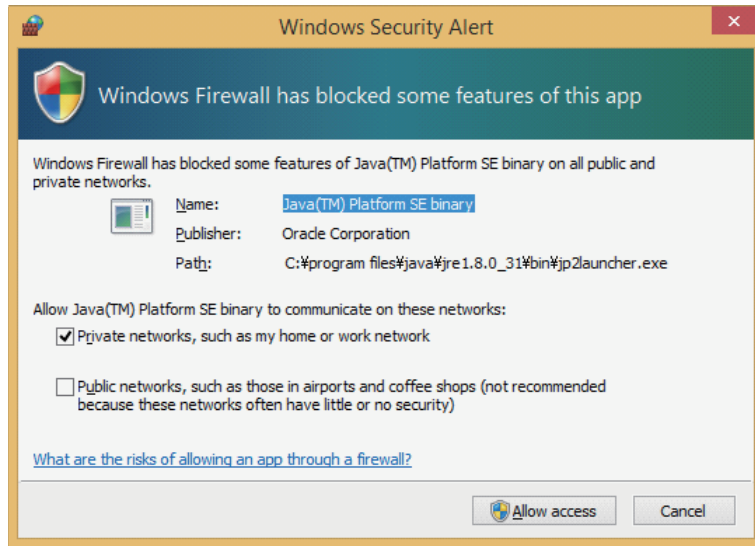 Windows Security Alert
Windows Firewall has blocked some features of this app
Windows Firewall has blocked some features of Java(TM) Platform SE binary on all public and
private networks.
Name: Java(TM) Platform SE binary
Publisher: Oracle Corporation
Path: C:¥program files¥java¥jre1.8.0_31¥bin¥jp2launcher.exe
Allow Java(TM) Platform SE binary to communicate on these networks:
Private networks, such as my home or work network
Public networks, such as those in airports and coffee shops (not recommended
because these networks often have little or no security)
What are the risks of allowing an app through a firewall?
Allow access Cancel